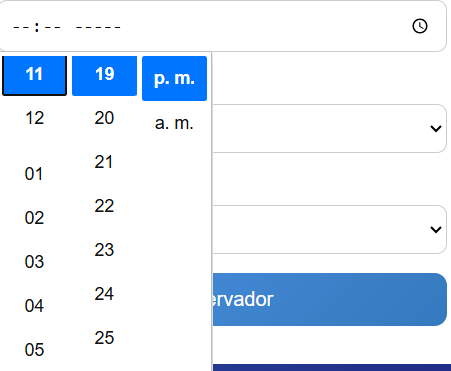 --:-- -----
11 19 p. m.
12 20 a. m.
01 21
02 22
03 23
04 24
05 25
ervador